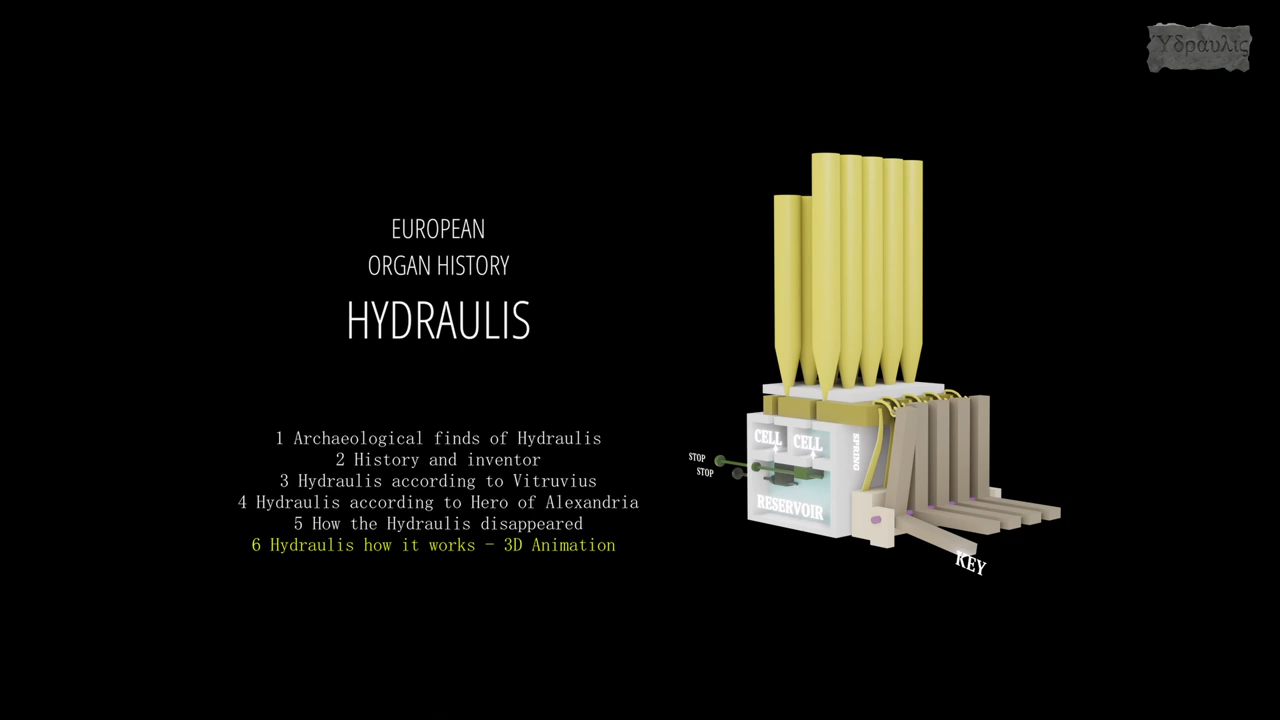 Ὑδραυλις
EUROPEAN
ORGAN HISTORY
HYDRAULIS
1 Archaeological finds of Hydraulis
2 History and inventor
3 Hydraulis according to Vitruvius
4 Hydraulis according to Hero of Alexandria
5 How the Hydraulis disappeared
6 Hydraulis how it works - 3D Animation
CELL CELL
SPRING
STOP
STOP
RESERVOIR
KEY